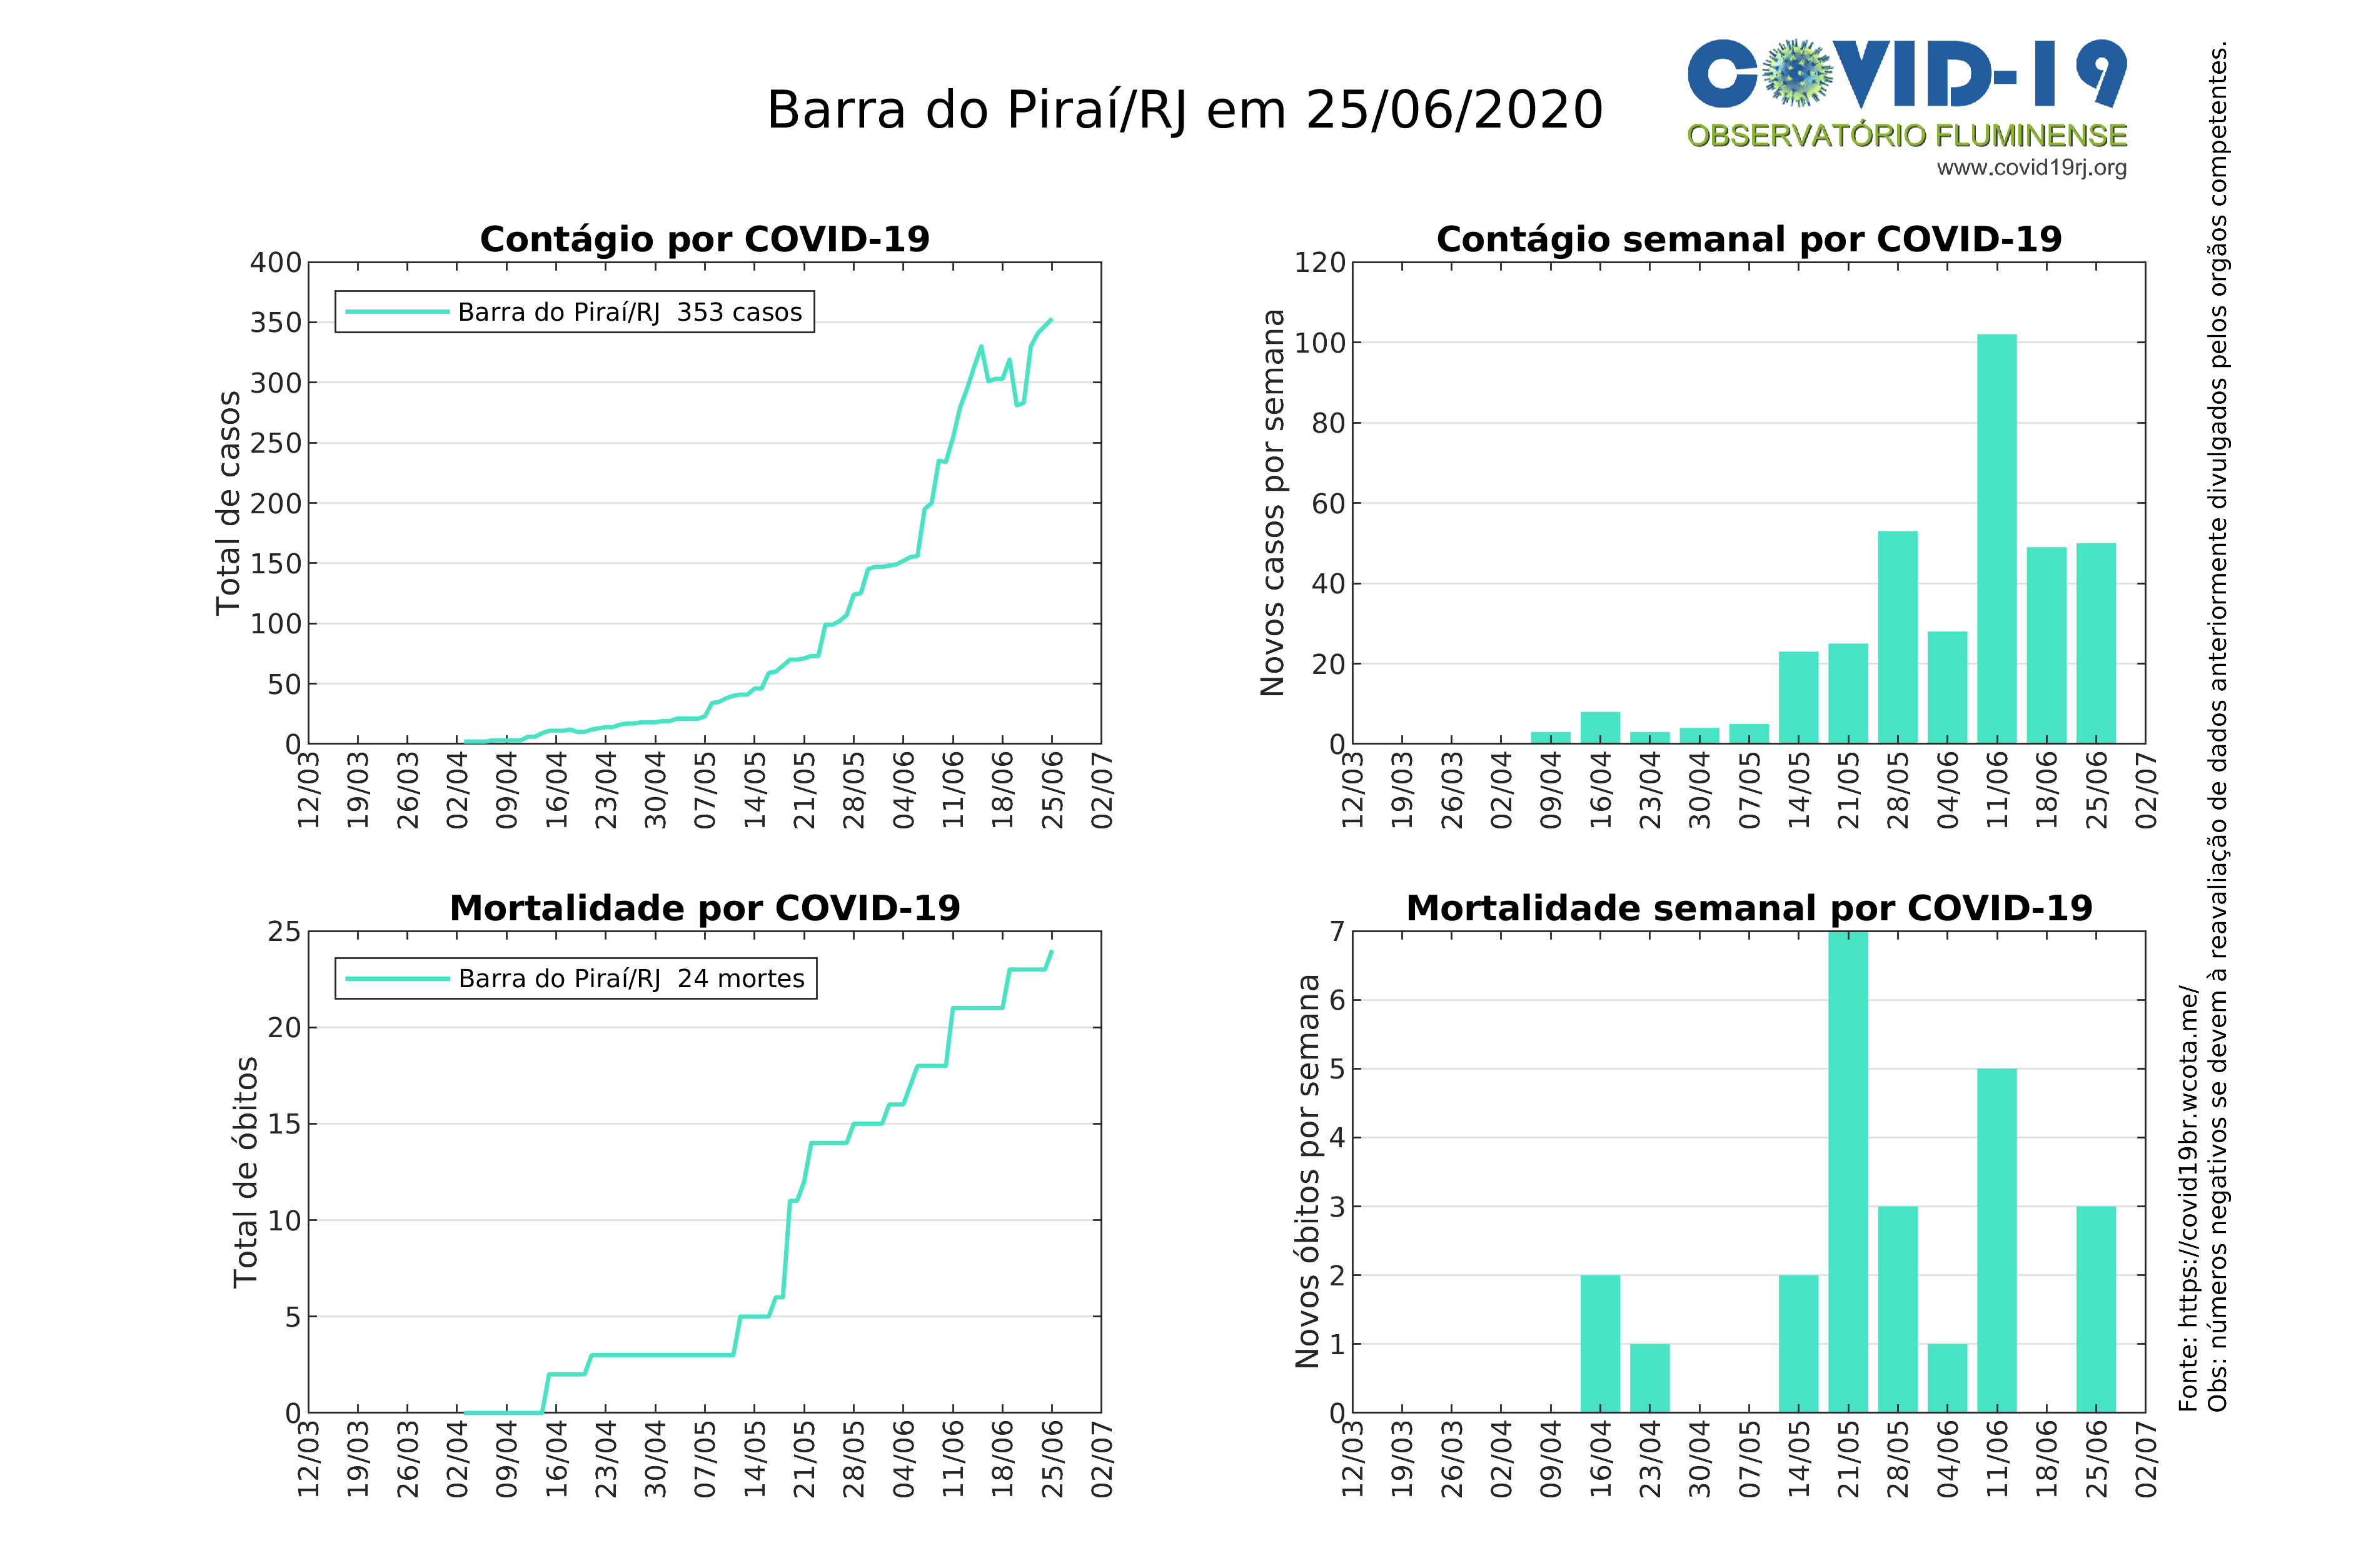 Barra do Piraí/RJ em 25/06/2020
COVID-19
OBSERVATÓRIO FLUMINENSE
www.covid19rj.org
Contágio por COVID-19
Total de casos
400
350
300
250
200
150
100
50
0
Barra do Piraí/RJ 353 casos
12/03 19/03 26/03 02/04 09/04 16/04 23/04 30/04 07/05 14/05 21/05 28/05 04/06 11/06 18/06 25/06 02/07
Contágio semanal por COVID-19
Novos casos por semana
120
100
80
60
40
20
0
12/03 19/03 26/03 02/04 09/04 16/04 23/04 30/04 07/05 14/05 21/05 28/05 04/06 11/06 18/06 25/06 02/07
Mortalidade por COVID-19
Total de óbitos
25
20
15
10
5
0
Barra do Piraí/RJ 24 mortes
12/03 19/03 26/03 02/04 09/04 16/04 23/04 30/04 07/05 14/05 21/05 28/05 04/06 11/06 18/06 25/06 02/07
Mortalidade semanal por COVID-19
Novos óbitos por semana
7
6
5
4
3
2
1
0
12/03 19/03 26/03 02/04 09/04 16/04 23/04 30/04 07/05 14/05 21/05 28/05 04/06 11/06 18/06 25/06 02/07
Fonte: https://covid19br.wcota.me/
Obs: números negativos se devem à reavaliação de dados anteriormente divulgados pelos orgãos competentes.